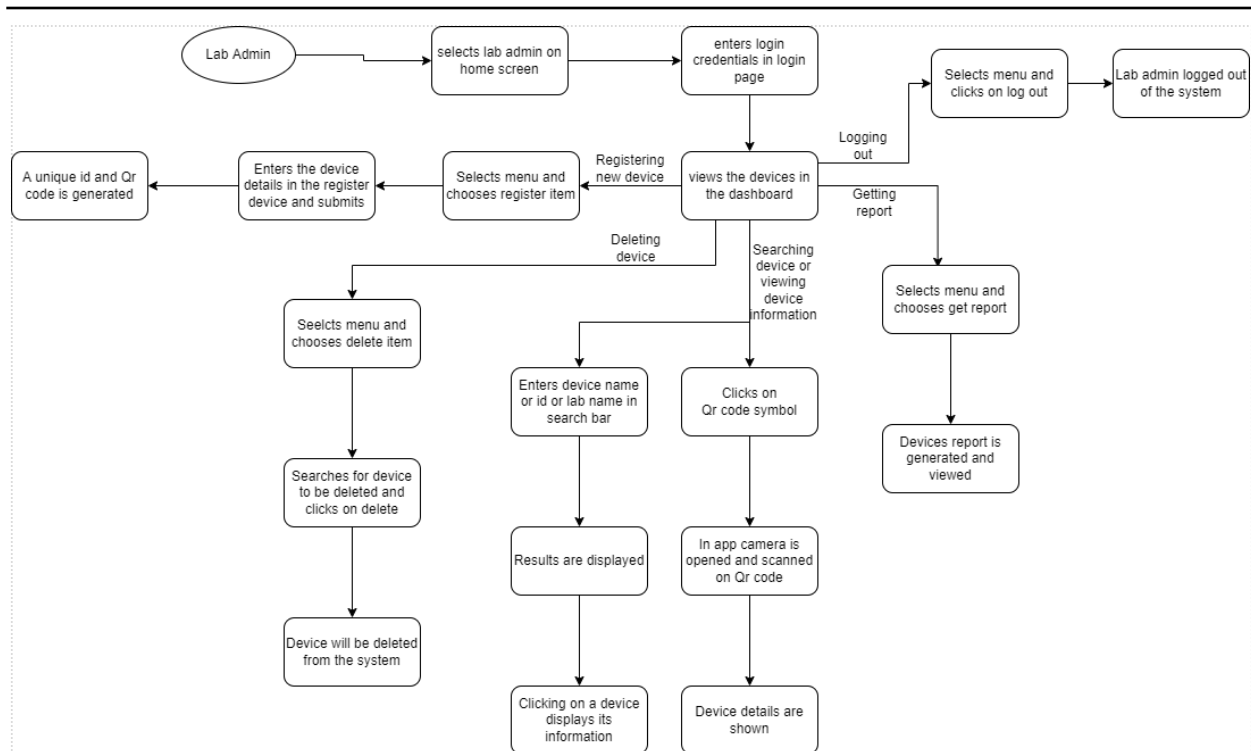 Lab Admin
selects lab admin on
home screen
enters login
credentials in login
page
Selects menu and
clicks on log out
Lab admin logged out
of the system
Logging
out
A unique id and Qr
code is generated
Enters the device
details in the register
device and submits
Selects menu and
chooses register item
Registering
new device
views the devices in
the dashboard
Getting
report
Deleting
device
Searching
device or
viewing
device
information
Selects menu and
chooses get report
Seelcts menu and
chooses delete item
Enters device name
or id or lab name in
search bar
Clicks on
Qr code symbol
Devices report is
generated and
viewed
Searches for device
to be deleted and
clicks on delete
Results are displayed
In app camera is
opened and scanned
on Qr code
Device will be deleted
from the system
Clicking on a device
displays its
information
Device details are
shown